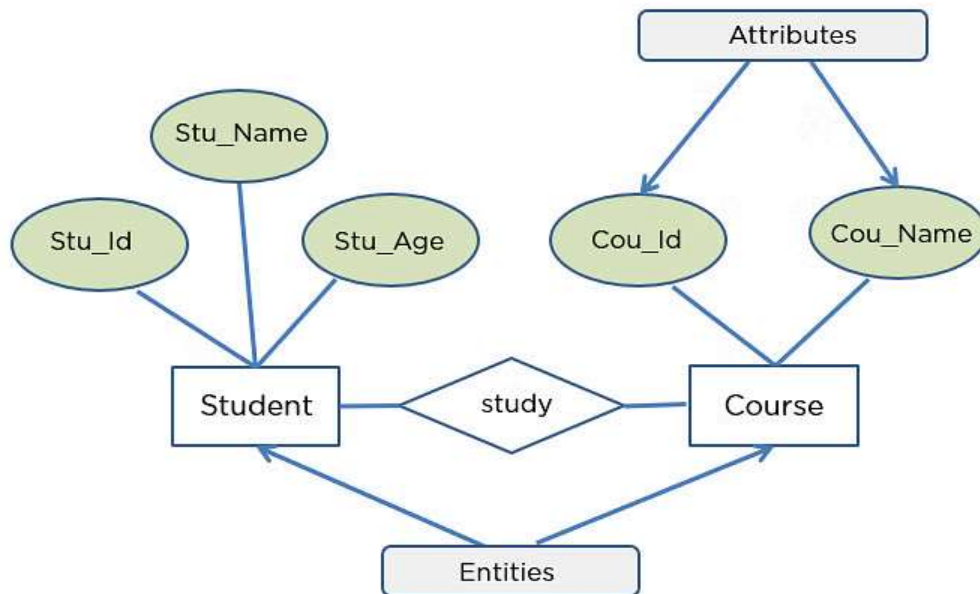 Attributes
Stu_Name
Stu_Id
Stu_Age
Cou_Id
Cou_Name
Student
study
Course
Entities